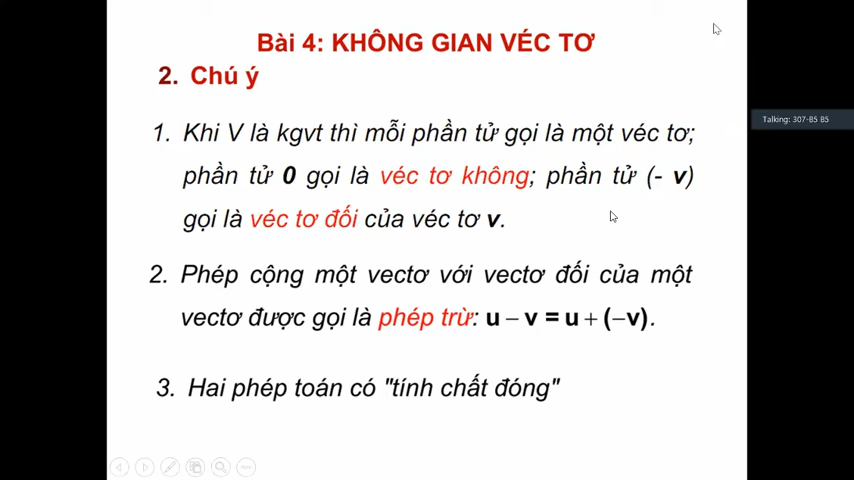 Bài 4: KHÔNG GIAN VÉC TƠ
2. Chú ý
1. Khi V là kgvt thì mỗi phần tử gọi là một véc tơ;
phần tử 0 gọi là véc tơ không; phần tử (- v)
gọi là véc tơ đối của véc tơ v.
Talking: 307-B5 B5
2. Phép cộng một vectơ với vectơ đối của một
vectơ được gọi là phép trừ: u − v = u + (−v).
3. Hai phép toán có "tính chất đóng"